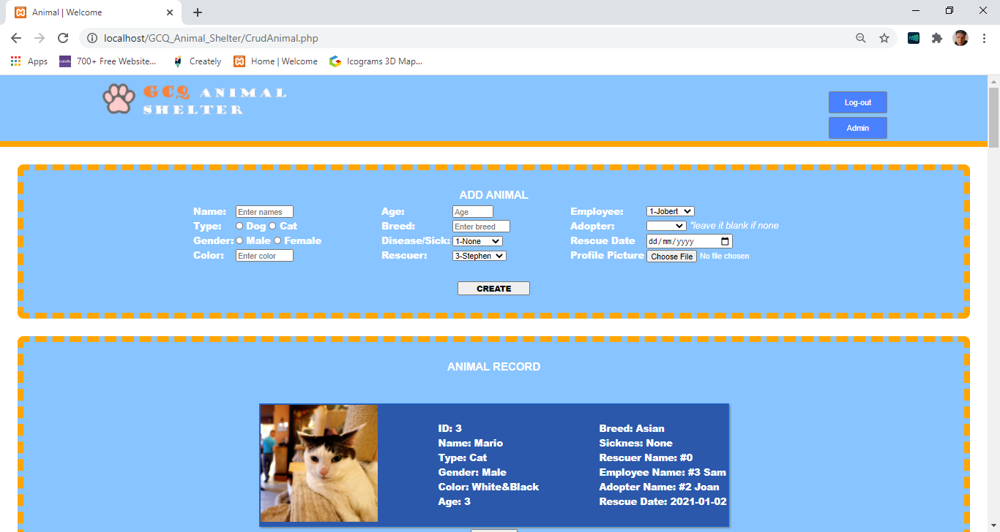 Animal | Welcome
localhost/GCQ_Animal_Shelter/CrudAnimal.php
Apps 700+ Free Website... Creately Home | Welcome Icograms 3D Map...
GCQ ANIMAL
SHELTER
Log-out
Admin
ADD ANIMAL
Name: Enter names Age: Age Employee: 1-Jobert
Type: Dog Cat Breed: Enter breed Adopter: *leave it blank if none
Gender: Male Female Disease/Sick: 1-None Rescue Date dd/mm/yyyy
Color: Enter color Rescuer: 3-Stephen Profile Picture Choose File No file chosen
CREATE
ANIMAL RECORD
ID: 3 Breed: Asian
Name: Mario Sicknes: None
Type: Cat Rescuer Name: #0
Gender: Male Employee Name: #3 Sam
Color: White&Black Adopter Name: #2 Joan
Age: 3 Rescue Date: 2021-01-02